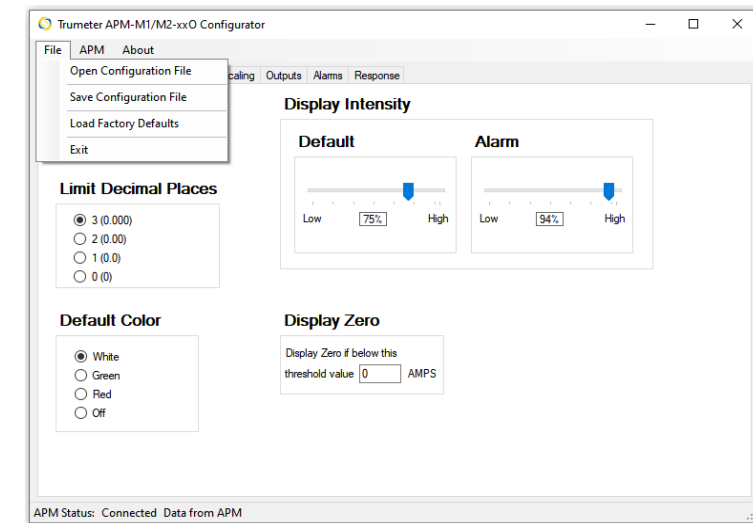 Trumeter APM-M1/M2-xxO Configurator
File APM About
Open Configuration File
Save Configuration File
Load Factory Defaults
Exit
caling Outputs Alarms Response
Display Intensity
Default
Low 75% High
Alarm
Low 94% High
Limit Decimal Places
3 (0.000)
2 (0.00)
1 (0.0)
0 (0)
Default Color
White
Green
Red
Off
Display Zero
Display Zero if below this
threshold value 0 AMPS
APM Status: Connected Data from APM